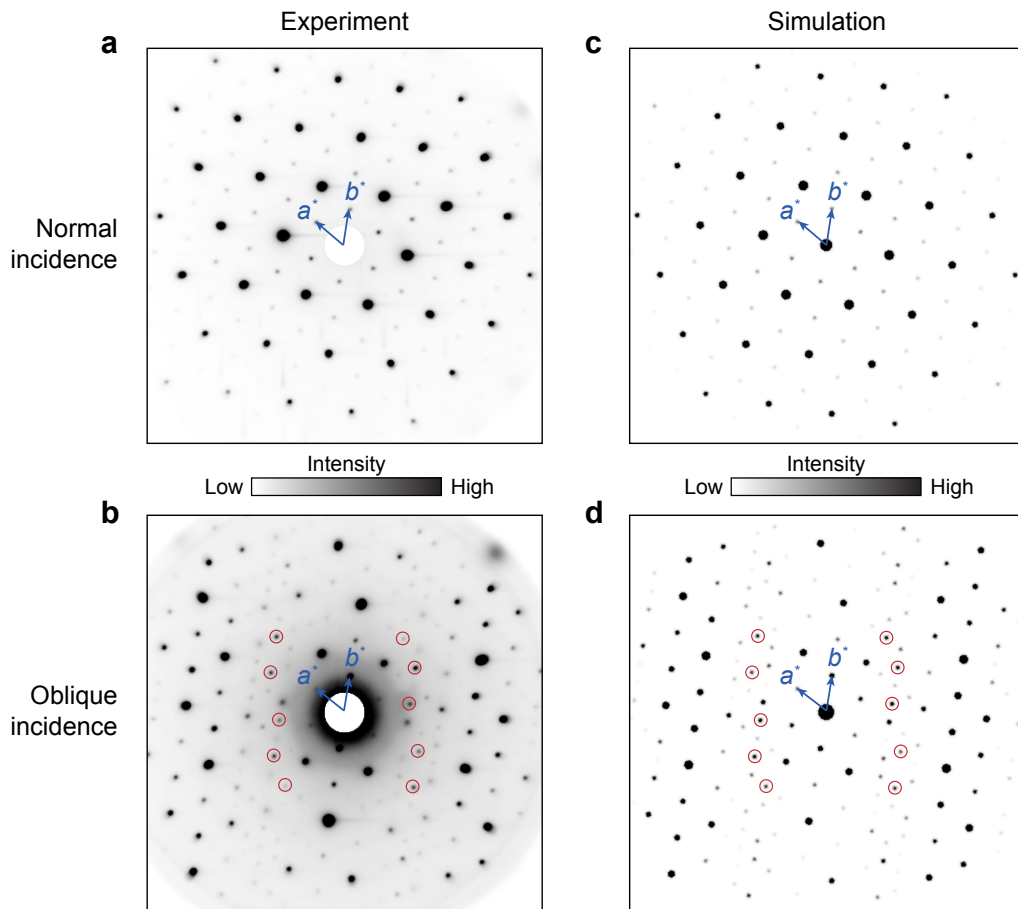 Experiment
Simulation
a
c
a* b*
a* b*
Normal
incidence
Intensity
Low High
Intensity
Low High
b
d
a* b*
a* b*
Oblique
incidence